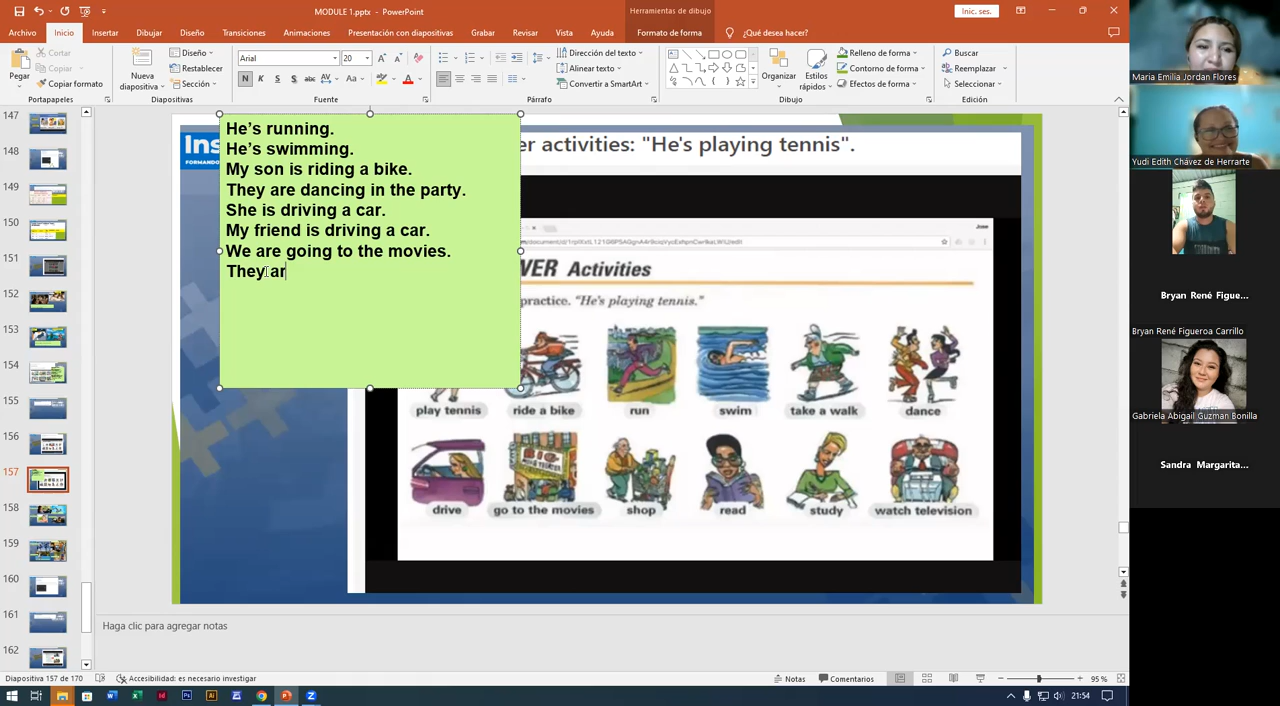 MODULE 1.pptx - PowerPoint
Herramientas de dibujo
Inic. ses.
Archivo Inicio Insertar Dibujar Diseño Transiciones Animaciones Presentación con diapositivas Grabar Revisar Vista Ayuda Formato de forma ¿Qué desea hacer?
Pegar
Cortar
Copiar
Copiar formato
Portapapeles
Nueva diapositiva
Diseño
Restablecer
Sección
Diapositivas
Arial 20
N K S S abc AV Aa A
Fuente
Dirección del texto
Alinear texto
Convertir a SmartArt
Párrafo
Organizar
Estilos rápidos
Relleno de forma
Contorno de forma
Efectos de forma
Dibujo
Buscar
Reemplazar
Seleccionar
Edición
147
148
149
150
152
153
154
155
156
157
158
159
160
161
162
Ins
FORMANDO
er activities: "He's playing tennis".
He's running.
He's swimming.
My son is riding a bike.
They are dancing in the party.
She is driving a car.
My friend is driving a car.
We are going to the movies.
They ar
VER Activities
practice. "He's playing tennis."
play tennis ride a bike run swim take a walk dance
drive go to the movies shop read study watch television
Haga clic para agregar notas
Diapositiva 157 de 170 Accesibilidad: es necesario investigar Notas Comentarios 95 %
21:54
Maria Emilia Jordan Flores
Yudi Edith Chávez de Herrarte
Bryan René Figue...
Bryan René Figueroa Carrillo
Gabriela Abigail Guzman Bonilla
Sandra Margarita...